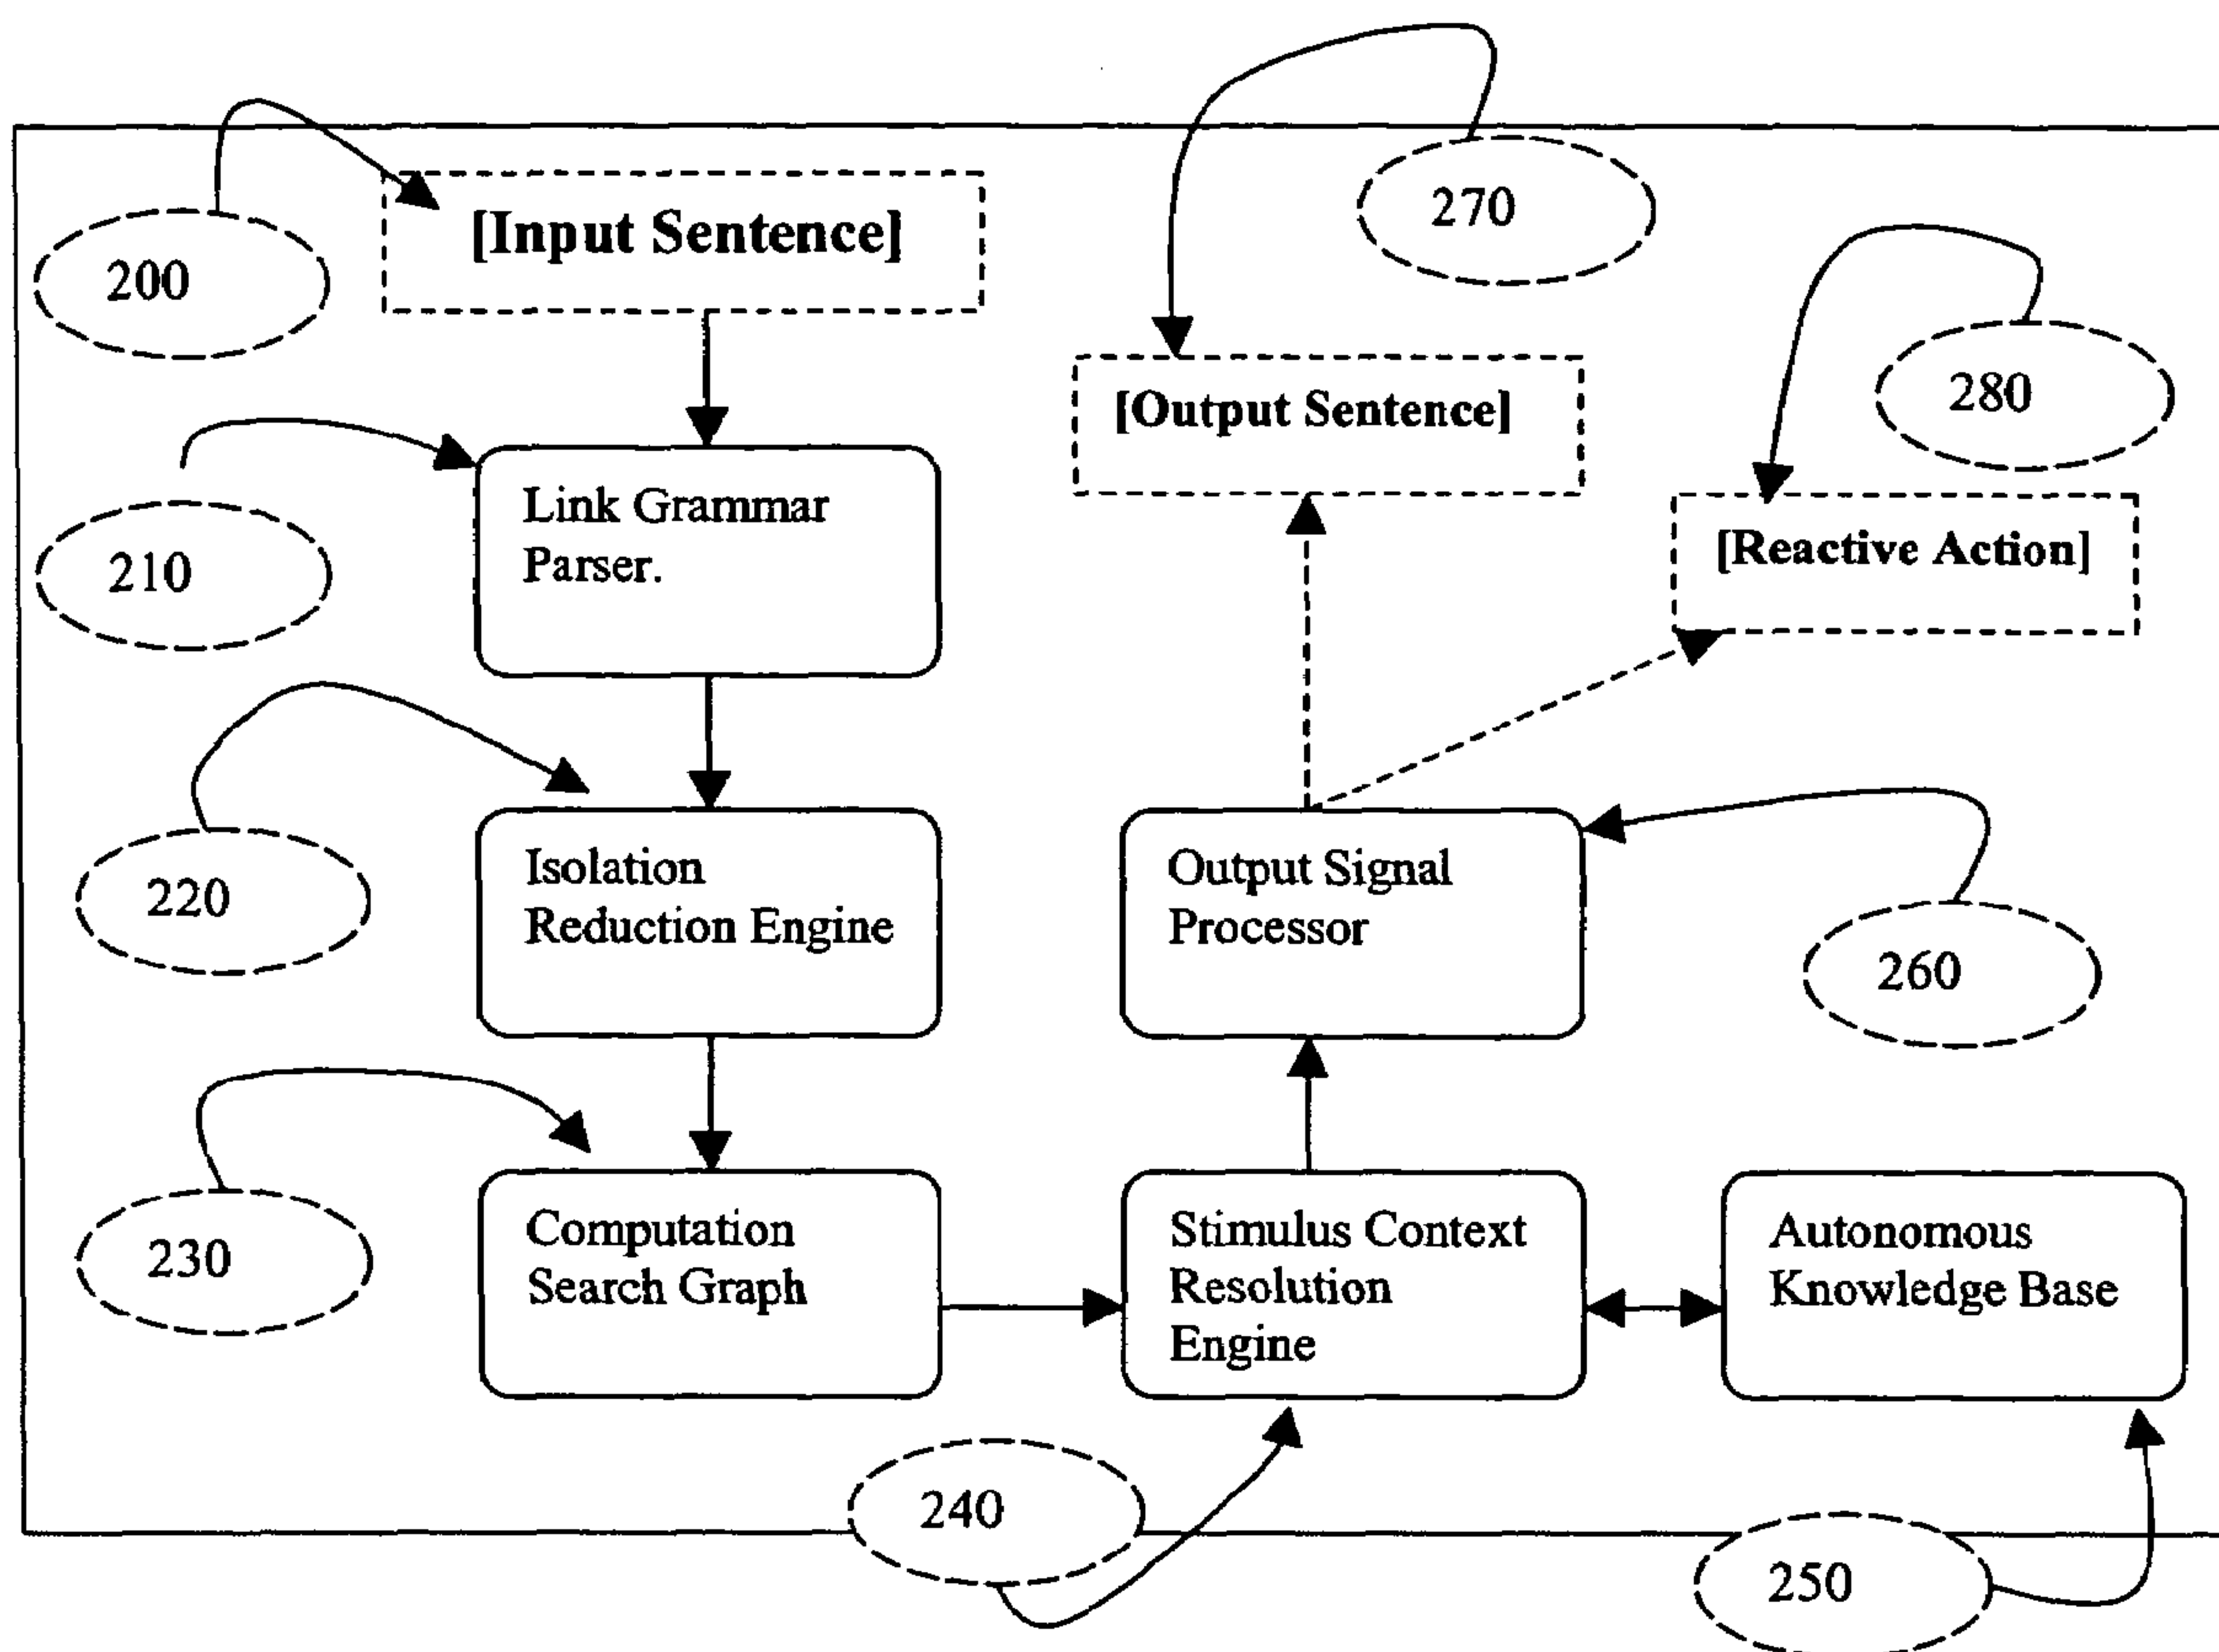 270
200
[Input Sentence]
280
[Output Sentence]
210
Link Grammar
Parser.
[Reactive Action]
220
Isolation
Reduction Engine
Output Signal
Processor
260
230
Computation
Search Graph
Stimulus Context
Resolution
Engine
Autonomous
Knowledge Base
240
250